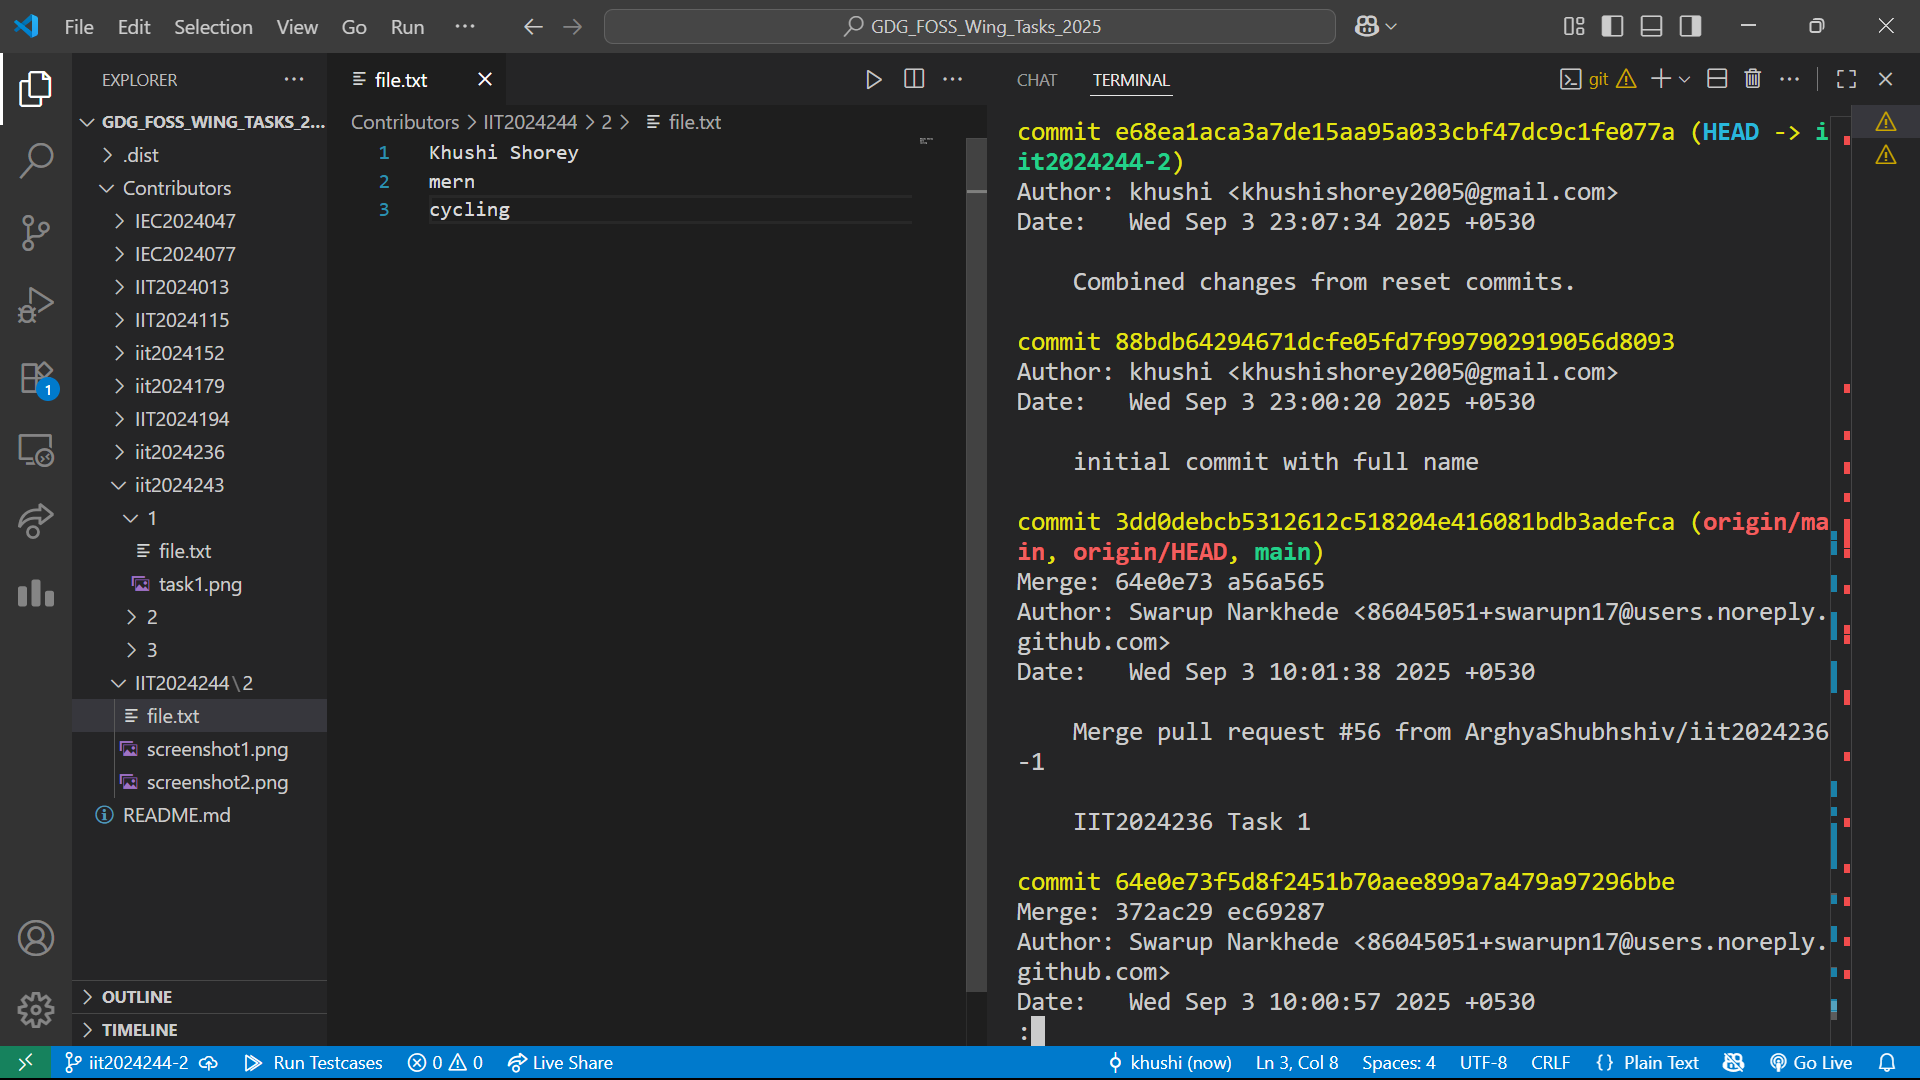 File Edit Selection View Go Run
GDG_FOSS_Wing_Tasks_2025
EXPLORER
GDG_FOSS_WING_TASKS_2...
.dist
Contributors
IEC2024047
IEC2024077
IIT2024013
IIT2024115
iit2024152
iit2024179
IIT2024194
iit2024236
iit2024243
1
file.txt
task1.png
2
3
IIT2024244\2
file.txt
screenshot1.png
screenshot2.png
README.md
OUTLINE
TIMELINE
1
file.txt
Contributors > IIT2024244 > 2 > file.txt
1 Khushi Shorey
2 mern
3 cycling
CHAT TERMINAL
git
commit e68ea1aca3a7de15aa95a033cbf47dc9c1fe077a (HEAD -> i
it2024244-2)
Author: khushi <khushishorey2005@gmail.com>
Date:   Wed Sep 3 23:07:34 2025 +0530
Combined changes from reset commits.
commit 88bdb64294671dcfe05fd7f997902919056d8093
Author: khushi <khushishorey2005@gmail.com>
Date:   Wed Sep 3 23:00:20 2025 +0530
initial commit with full name
commit 3dd0debcb5312612c518204e416081bdb3adefca (origin/ma
in, origin/HEAD, main)
Merge: 64e0e73 a56a565
Author: Swarup Narkhede <86045051+swarupn17@users.noreply.
github.com>
Date:   Wed Sep 3 10:01:38 2025 +0530
Merge pull request #56 from ArghyaShubhshiv/iit2024236
-1
IIT2024236 Task 1
commit 64e0e73f5d8f2451b70aee899a7a479a97296bbe
Merge: 372ac29 ec69287
Author: Swarup Narkhede <86045051+swarupn17@users.noreply.
github.com>
Date:   Wed Sep 3 10:00:57 2025 +0530
:
iit2024244-2 Run Testcases 0 0 Live Share khushi (now) Ln 3, Col 8 Spaces: 4 UTF-8 CRLF {} Plain Text Go Live